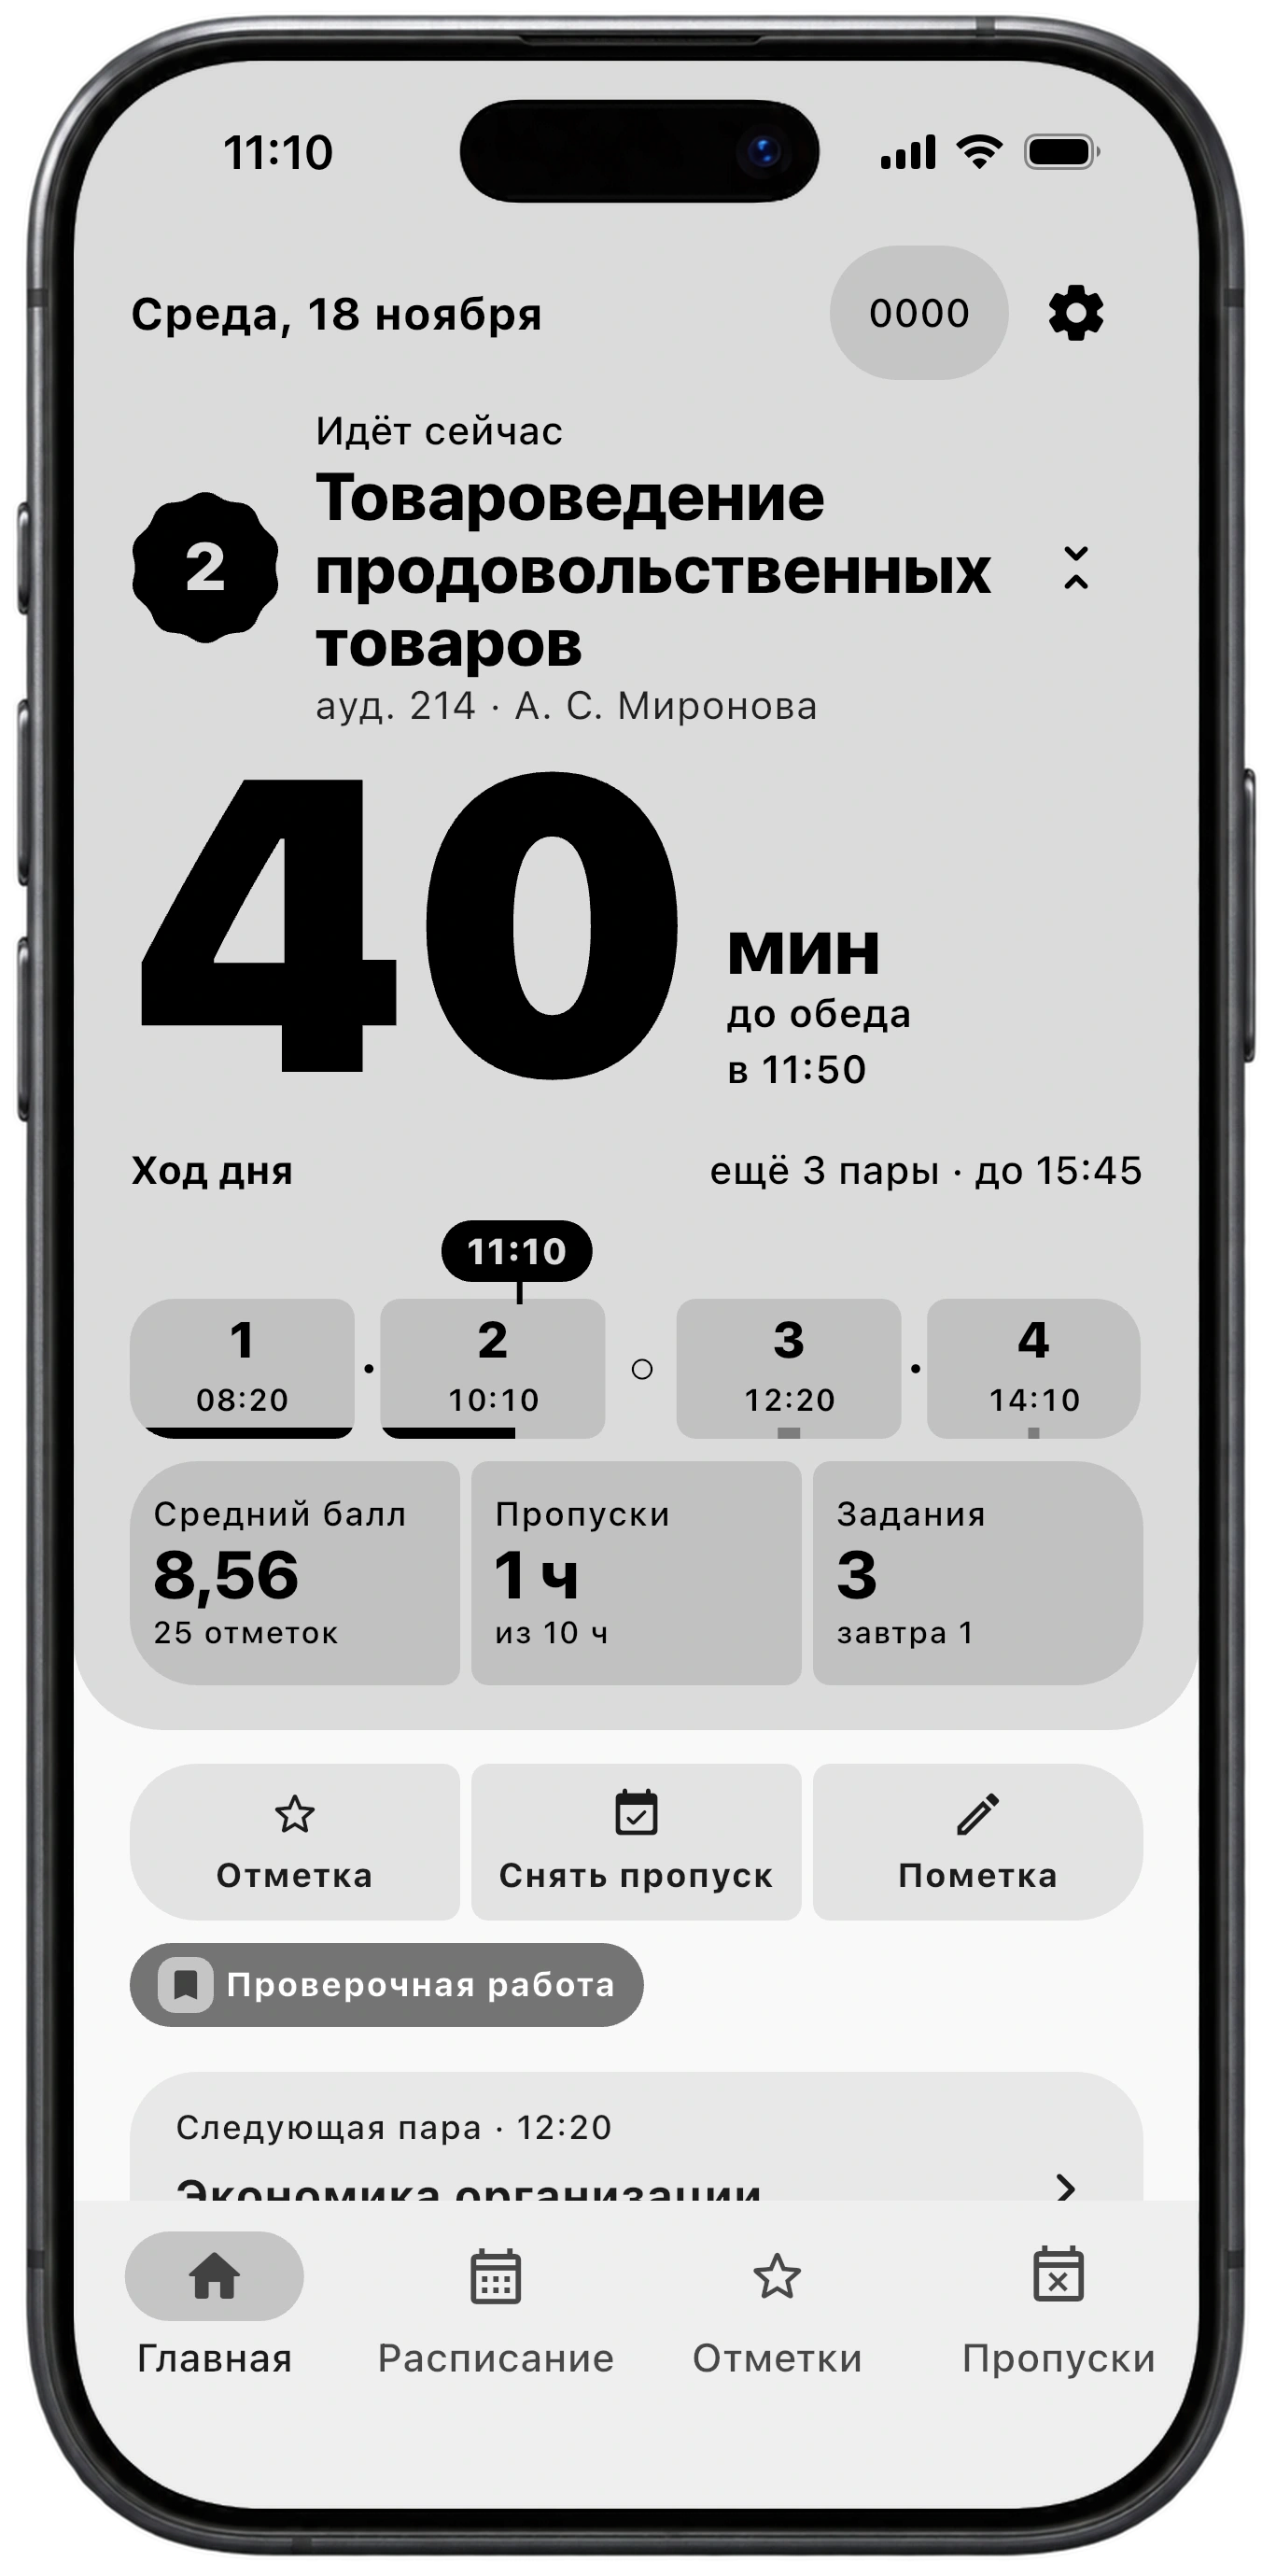 11:10
Среда, 18 ноября
0000
Идёт сейчас
2
Товароведение
продовольственных
товаров
ауд. 214 · А. С. Миронова
40
мин
до обеда
в 11:50
Ход дня
ещё 3 пары · до 15:45
11:10
1
2
3
4
08:20
10:10
12:20
14:10
Средний балл
8,56
25 отметок
Пропуски
1 ч
из 10 ч
Задания
3
завтра 1
Отметка
Снять пропуск
Пометка
Проверочная работа
Следующая пара · 12:20
Экономика организации
Главная
Расписание
Отметки
Пропуски